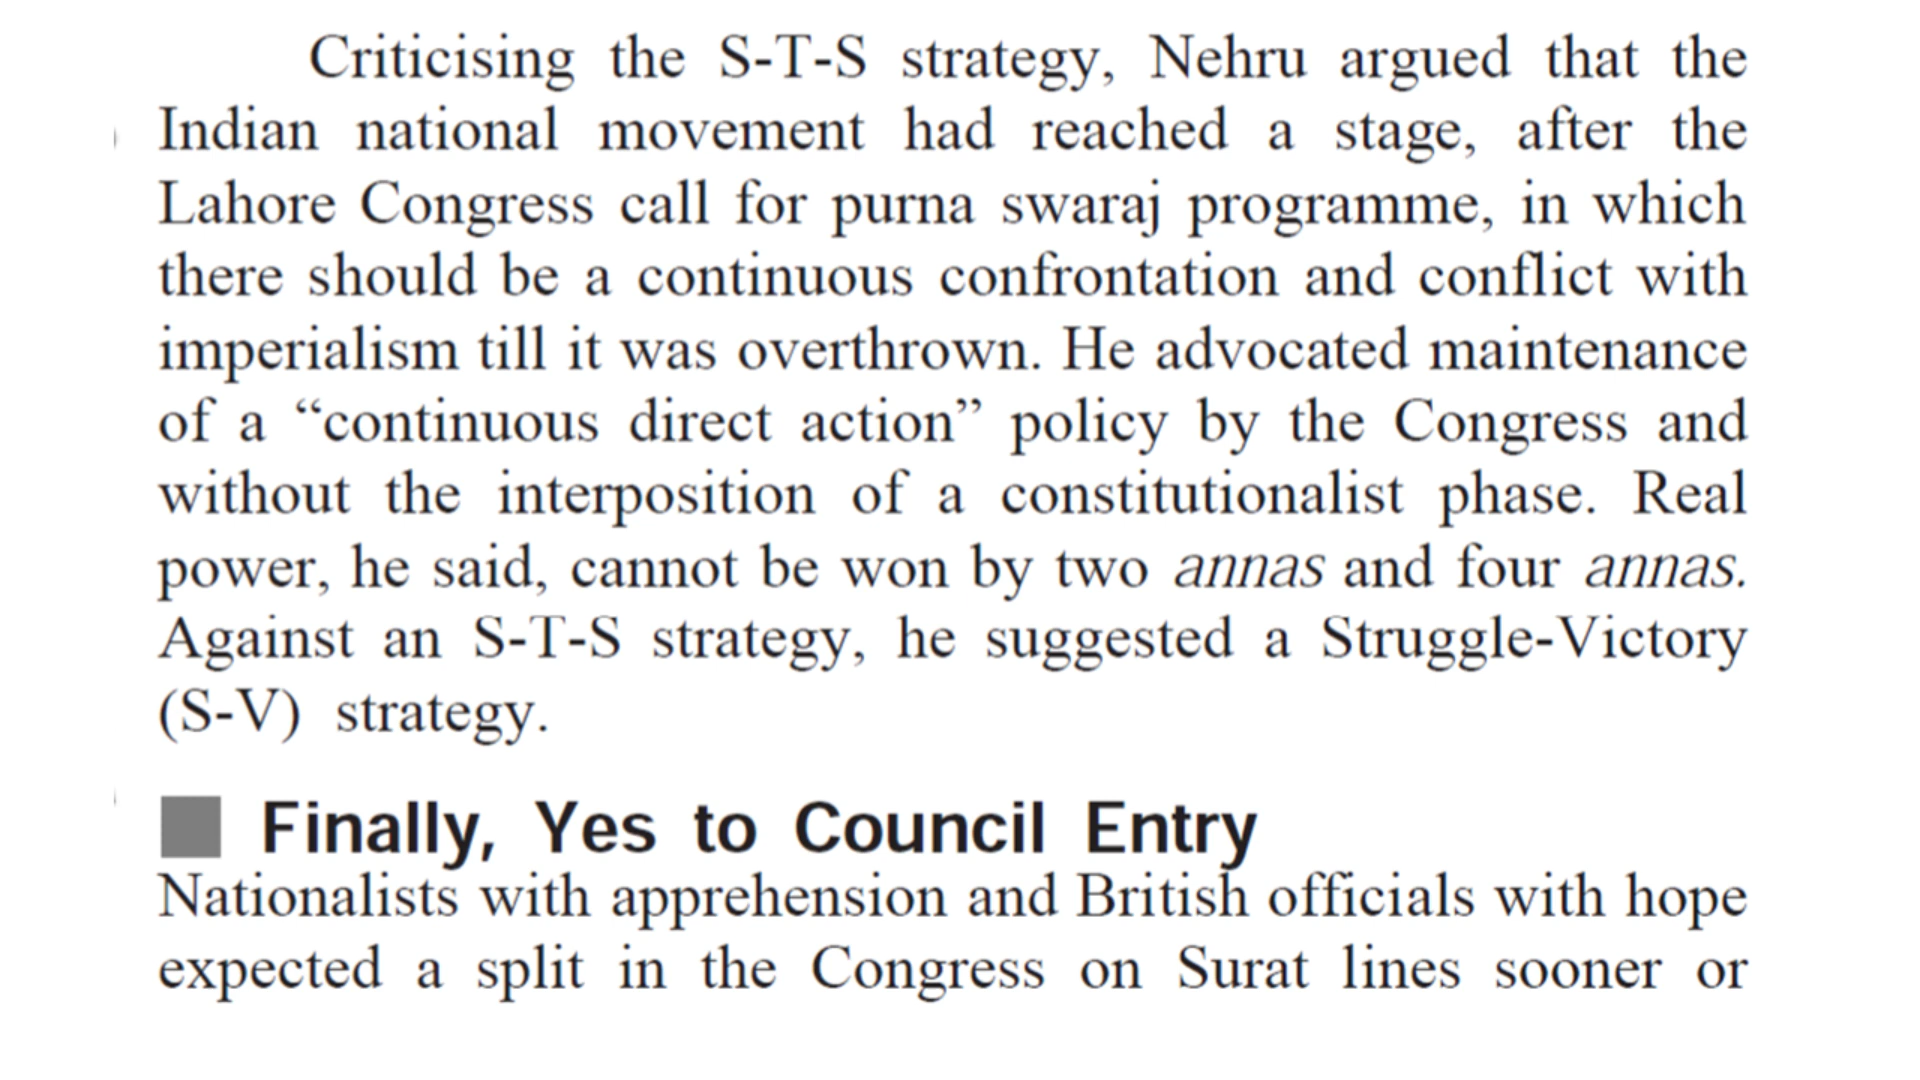 Criticising the S-T-S strategy, Nehru argued that the
Indian national movement had reached a stage, after the
Lahore Congress call for purna swaraj programme, in which
there should be a continuous confrontation and conflict with
imperialism till it was overthrown. He advocated maintenance
of a “continuous direct action” policy by the Congress and
without the interposition of a constitutionalist phase. Real
power, he said, cannot be won by two annas and four annas.
Against an S-T-S strategy, he suggested a Struggle-Victory
(S-V) strategy.
Finally, Yes to Council Entry
Nationalists with apprehension and British officials with hope
expected a split in the Congress on Surat lines sooner or